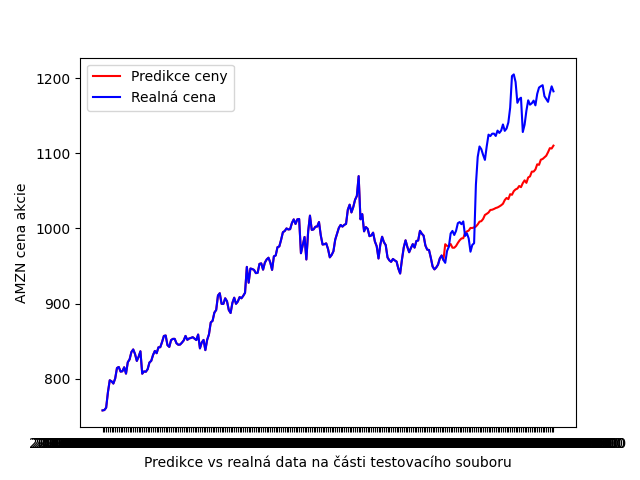 Predikce ceny
Realná cena
1200
1100
1000
900
800
AMZN cena akcie
Predikce vs realná data na části testovacího souboru